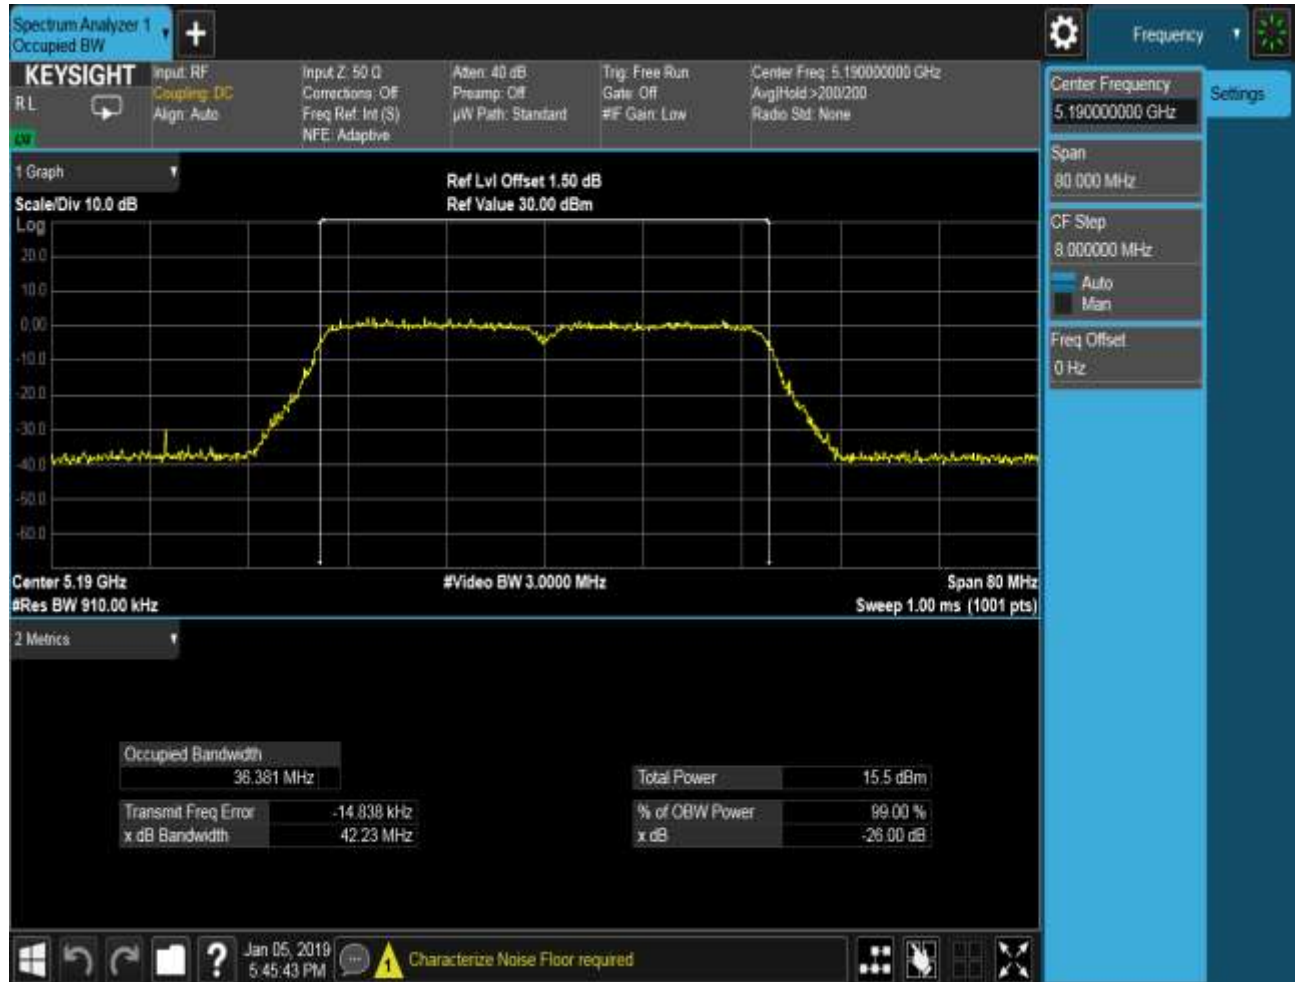 Spectrum Analyzer 1
Occupied BW
Frequency
KEYSIGHT
RL
Input: RF
Coupling: DC
Align: Auto
Input Z: 50 Ω
Corrections: Off
Freq Ref: Int (S)
NFE: Adaptive
Atten: 40 dB
Preamp: Off
µW Path: Standard
Trig: Free Run
Gate: Off
#IF Gain: Low
Center Freq: 5.190000000 GHz
Avg|Hold:>200/200
Radio Std: None
Center Frequency
5.190000000 GHz
Settings
Span
80.000 MHz
CF Step
8.000000 MHz
Auto
Man
Freq Offset
0 Hz
1 Graph
Scale/Div 10.0 dB
Ref Lvl Offset 1.50 dB
Ref Value 30.00 dBm
Log
20.0
10.0
0.00
-10.0
-20.0
-30.0
-40.0
-50.0
-60.0
Center 5.19 GHz
#Video BW 3.0000 MHz
Span 80 MHz
#Res BW 910.00 kHz
Sweep 1.00 ms (1001 pts)
2 Metrics
Occupied Bandwidth
36.381 MHz
Total Power 15.5 dBm
Transmit Freq Error -14.838 kHz
% of OBW Power 99.00 %
x dB Bandwidth 42.23 MHz
x dB -26.00 dB
?
Jan 05, 2019
5:45:43 PM
1
Characterize Noise Floor required